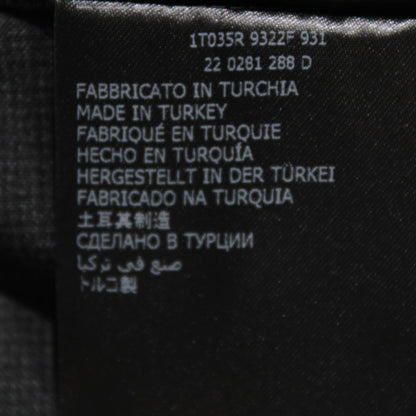 1T035R 9322F 931
22 0281 288 D
FABBRICATO IN TURCHIA
MADE IN TURKEY
FABRIQUÉ EN TURQUIE
HECHO EN TURQUÍA
HERGESTELLT IN DER TÜRKEI
FABRICADO NA TURQUIA
土耳其制造
СДЕЛАНО В ТУРЦИИ
صنع في تركيا
トルコ製